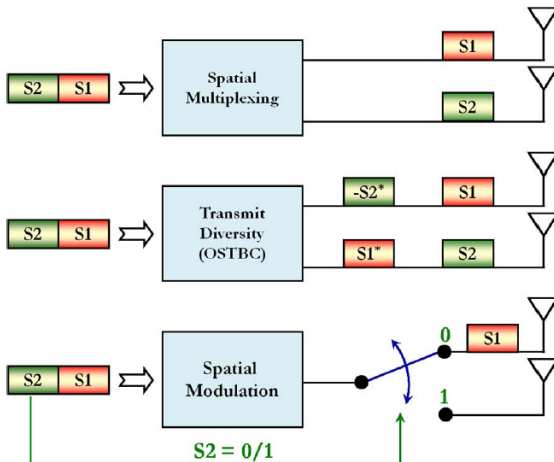 S1
S2 S1
Spatial
Multiplexing
S2
-S2* S1
S2 S1
Transmit
Diversity
(OSTBC)
S1* S2
0
S1
S2 S1
Spatial
Modulation
1
S2 = 0/1